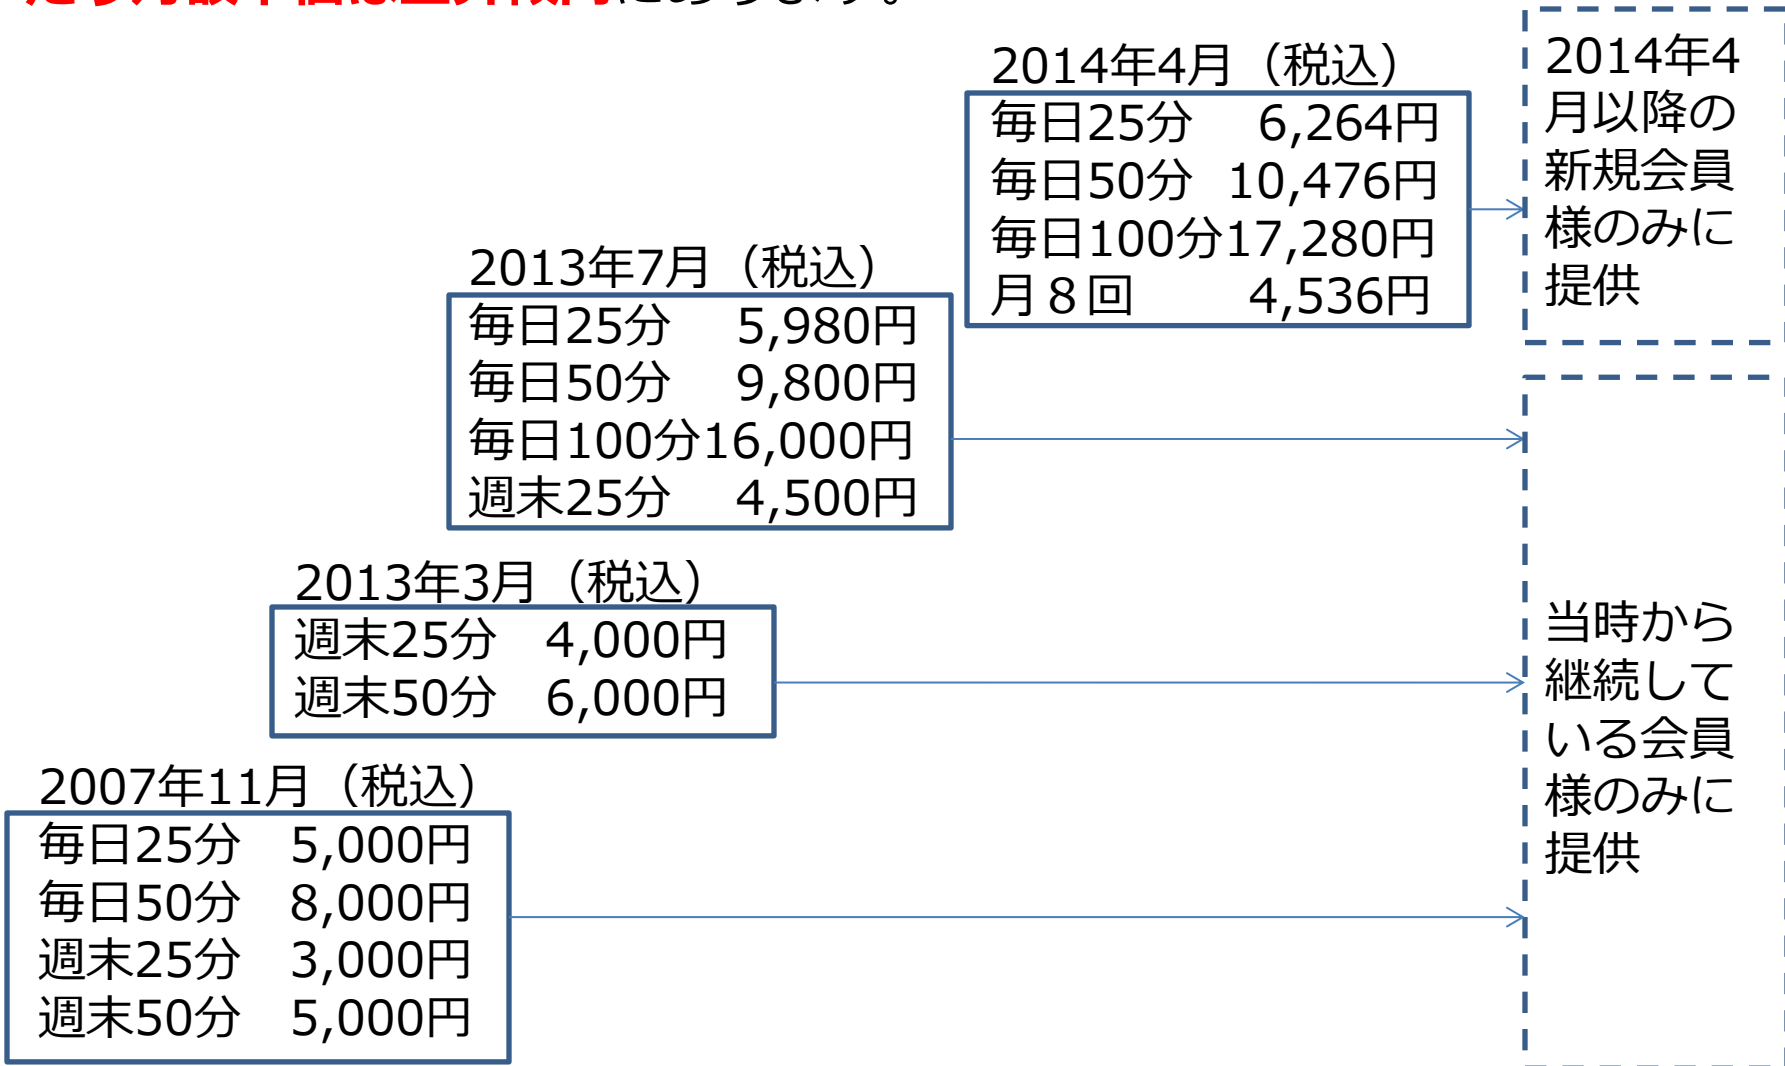 にあります。
2014年4月（税込）
毎日25分 6,264円
毎日50分 10,476円
毎日100分17,280円
月８回 4,536円
2014年4
月以降の
新規会員
様のみに
提供
2013年7月（税込）
毎日25分 5,980円
毎日50分 9,800円
毎日100分16,000円
週末25分 4,500円
2013年3月（税込）
週末25分 4,000円
週末50分 6,000円
当時から
継続して
いる会員
様のみに
提供
2007年11月（税込）
毎日25分 5,000円
毎日50分 8,000円
週末25分 3,000円
週末50分 5,000円